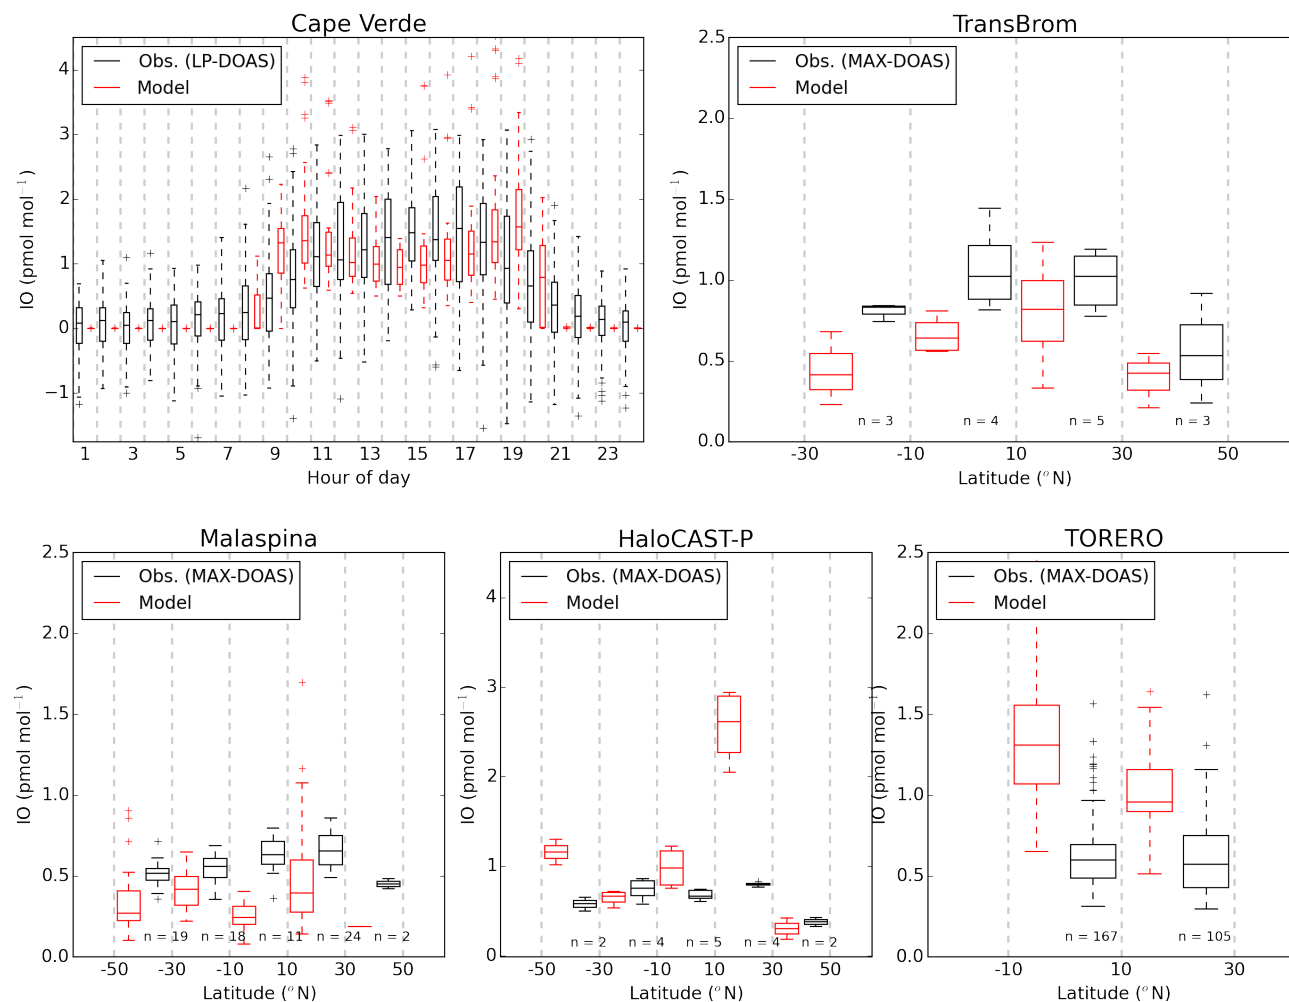 Cape Verde
Obs. (LP-DOAS)
Model
IO (pmol mol⁻¹)
4
3
2
1
0
−1
1 3 5 7 9 11 13 15 17 19 21 23
Hour of day
TransBrom
Obs. (MAX-DOAS)
Model
IO (pmol mol⁻¹)
2.5
2.0
1.5
1.0
0.5
0.0
n = 3 n = 4 n = 5 n = 3
-30 -10 10 30 50
Latitude (°N)
Malaspina
Obs. (MAX-DOAS)
Model
IO (pmol mol⁻¹)
2.5
2.0
1.5
1.0
0.5
0.0
n = 19 n = 18 n = 11 n = 24 n = 2
-50 -30 -10 10 30 50
Latitude (°N)
HaloCAST-P
Obs. (MAX-DOAS)
Model
IO (pmol mol⁻¹)
4
3
2
1
0
n = 2 n = 4 n = 5 n = 4 n = 2
-50 -30 -10 10 30 50
Latitude (°N)
TORERO
Obs. (MAX-DOAS)
Model
IO (pmol mol⁻¹)
2.5
2.0
1.5
1.0
0.5
0.0
n = 167 n = 105
-10 10 30
Latitude (°N)